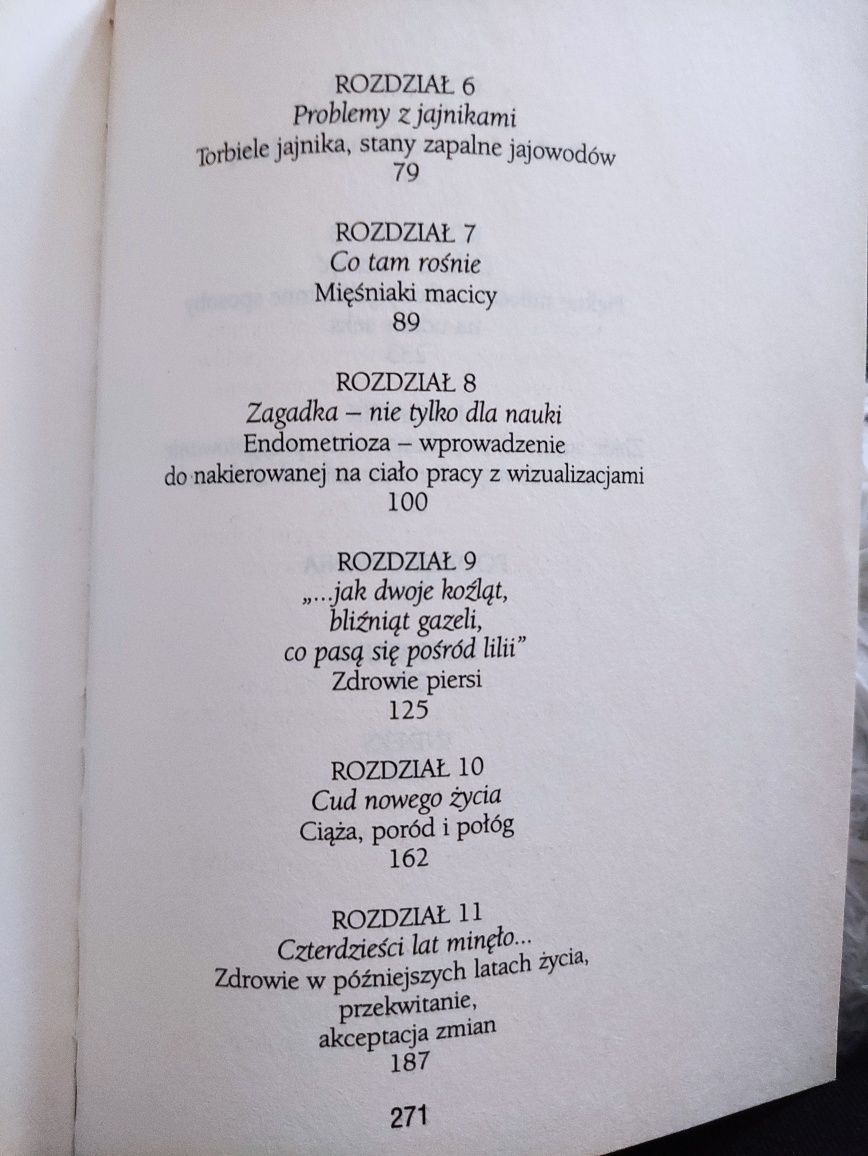 ROZDZIAŁ 6
Problemy z jajnikami
Torbiele jajnika, stany zapalne jajowodów
79
ROZDZIAŁ 7
Co tam rośnie
Mięśniaki macicy
89
ROZDZIAŁ 8
Zagadka – nie tylko dla nauki
Endometrioza – wprowadzenie
do nakierowanej na ciało pracy z wizualizacjami
100
ROZDZIAŁ 9
„...jak dwoje koźląt,
bliźniąt gazeli,
co pasą się pośród lilii”
Zdrowie piersi
125
ROZDZIAŁ 10
Cud nowego życia
Ciąża, poród i połóg
162
ROZDZIAŁ 11
Czterdzieści lat minęło...
Zdrowie w późniejszych latach życia,
przekwitanie,
akceptacja zmian
187
271